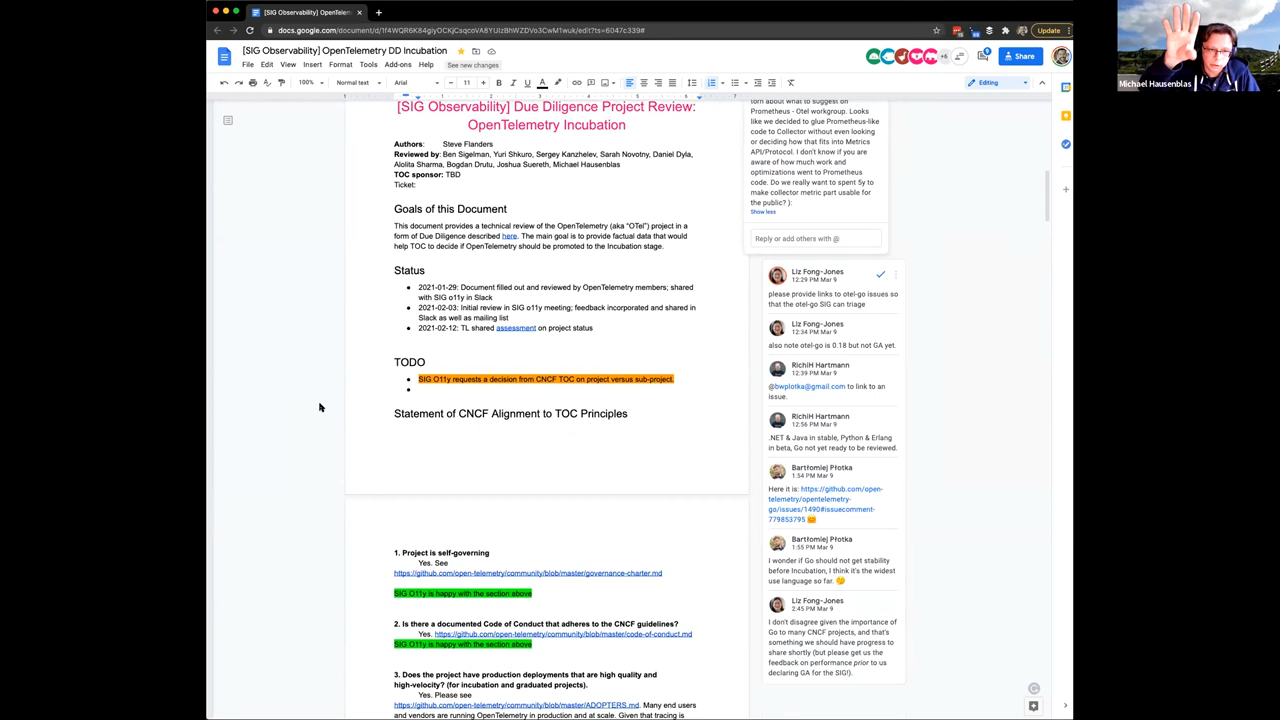 [SIG Observability] OpenTelem
docs.google.com/document/d/1f4WQR6K84giyOCKjCsqcoVA8YUIzBhWZDVo3CwM1wuk/edit?ts=6047c339#
Update
[SIG Observability] OpenTelemetry DD Incubation
File Edit View Insert Format Tools Add-ons Help See new changes
+6
Share
100% Normal text Arial 11 Editing
[SIG Observability] Due Diligence Project Review:
OpenTelemetry Incubation
Authors: Steve Flanders
Reviewed by: Ben Sigelman, Yuri Shkuro, Sergey Kanzhelev, Sarah Novotny, Daniel Dyla,
Alolita Sharma, Bogdan Drutu, Joshua Suereth, Michael Hausenblas
TOC sponsor: TBD
Ticket:
Goals of this Document
This document provides a technical review of the OpenTelemetry (aka “OTel”) project in a
form of Due Diligence described here. The main goal is to provide factual data that would
help TOC to decide if OpenTelemetry should be promoted to the Incubation stage.
Status
2021-01-29: Document filled out and reviewed by OpenTelemetry members; shared
with SIG o11y in Slack
2021-02-03: Initial review in SIG o11y meeting; feedback incorporated and shared in
Slack as well as mailing list
2021-02-12: TL shared assessment on project status
TODO
SIG O11y requests a decision from CNCF TOC on project versus sub-project.
Statement of CNCF Alignment to TOC Principles
1. Project is self-governing
Yes. See
https://github.com/open-telemetry/community/blob/master/governance-charter.md
SIG O11y is happy with the section above
2. Is there a documented Code of Conduct that adheres to the CNCF guidelines?
Yes. https://github.com/open-telemetry/community/blob/master/code-of-conduct.md
SIG O11y is happy with the section above
3. Does the project have production deployments that are high quality and
high-velocity? (for incubation and graduated projects).
Yes. Please see
https://github.com/open-telemetry/community/blob/master/ADOPTERS.md. Many end users
and vendors are running OpenTelemetry in production and at scale. Given that tracing is
torn about what to suggest on
Prometheus - Otel workgroup. Looks
like we decided to glue Prometheus-like
code to Collector without even looking
or deciding how that fits into Metrics
API/Protocol. I don't know if you are
aware of how much work and
optimizations went to Prometheus
code. Do we really want to spent 5y to
make collector metric part usable for
the public? ):
Show less
Reply or add others with @
Liz Fong-Jones
12:29 PM Mar 9
please provide links to otel-go issues so
that the otel-go SIG can triage
Liz Fong-Jones
12:34 PM Mar 9
also note otel-go is 0.18 but not GA yet.
RichiH Hartmann
12:39 PM Mar 9
@bwplotka@gmail.com to link to an
issue.
RichiH Hartmann
12:56 PM Mar 9
.NET & Java in stable, Python & Erlang
in beta, Go not yet ready to be reviewed.
Bartłomiej Płotka
1:54 PM Mar 9
Here it is: https://github.com/open-
telemetry/opentelemetry-
go/issues/1490#issuecomment-
779853795
Bartłomiej Płotka
1:55 PM Mar 9
I wonder if Go should not get stability
before Incubation, I think it's the widest
use language so far.
Liz Fong-Jones
2:45 PM Mar 9
I don't disagree given the importance of
Go to many CNCF projects, and that's
something we should have progress to
share shortly (but please get us the
feedback on performance prior to us
declaring GA for the SIG!).
Michael Hausenblas